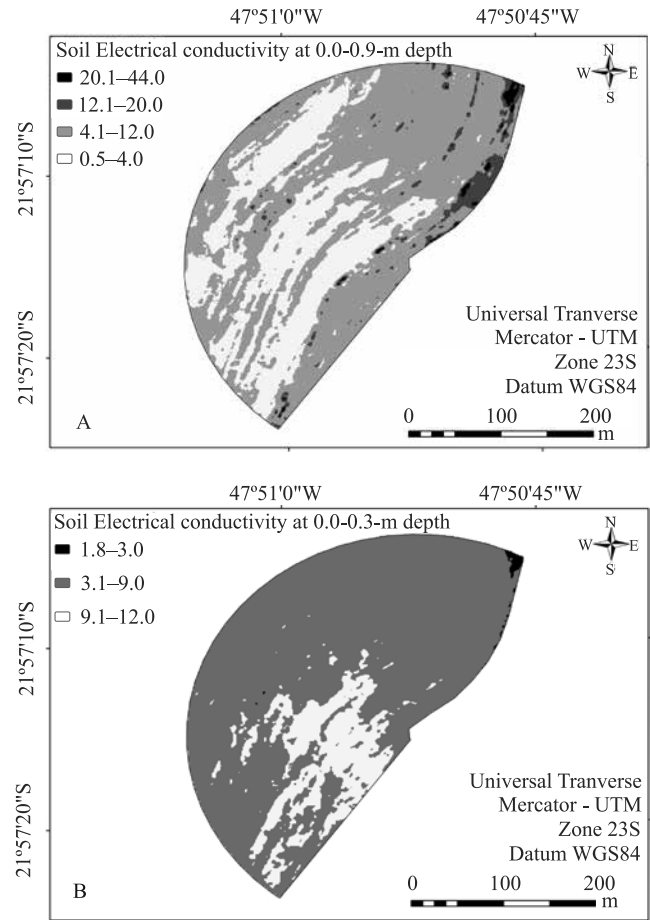 47º51'0"W 47º50'45"W
Soil Electrical conductivity at 0.0-0.9-m depth
20.1–44.0
12.1–20.0
4.1–12.0
0.5–4.0
N
W E
S
21º57'10"S
21º57'20"S
Universal Tranverse
Mercator - UTM
Zone 23S
Datum WGS84
0 100 200
m
A
47º51'0"W 47º50'45"W
Soil Electrical conductivity at 0.0-0.3-m depth
1.8–3.0
3.1–9.0
9.1–12.0
N
W E
S
21º57'10"S
21º57'20"S
Universal Tranverse
Mercator - UTM
Zone 23S
Datum WGS84
0 100 200
m
B